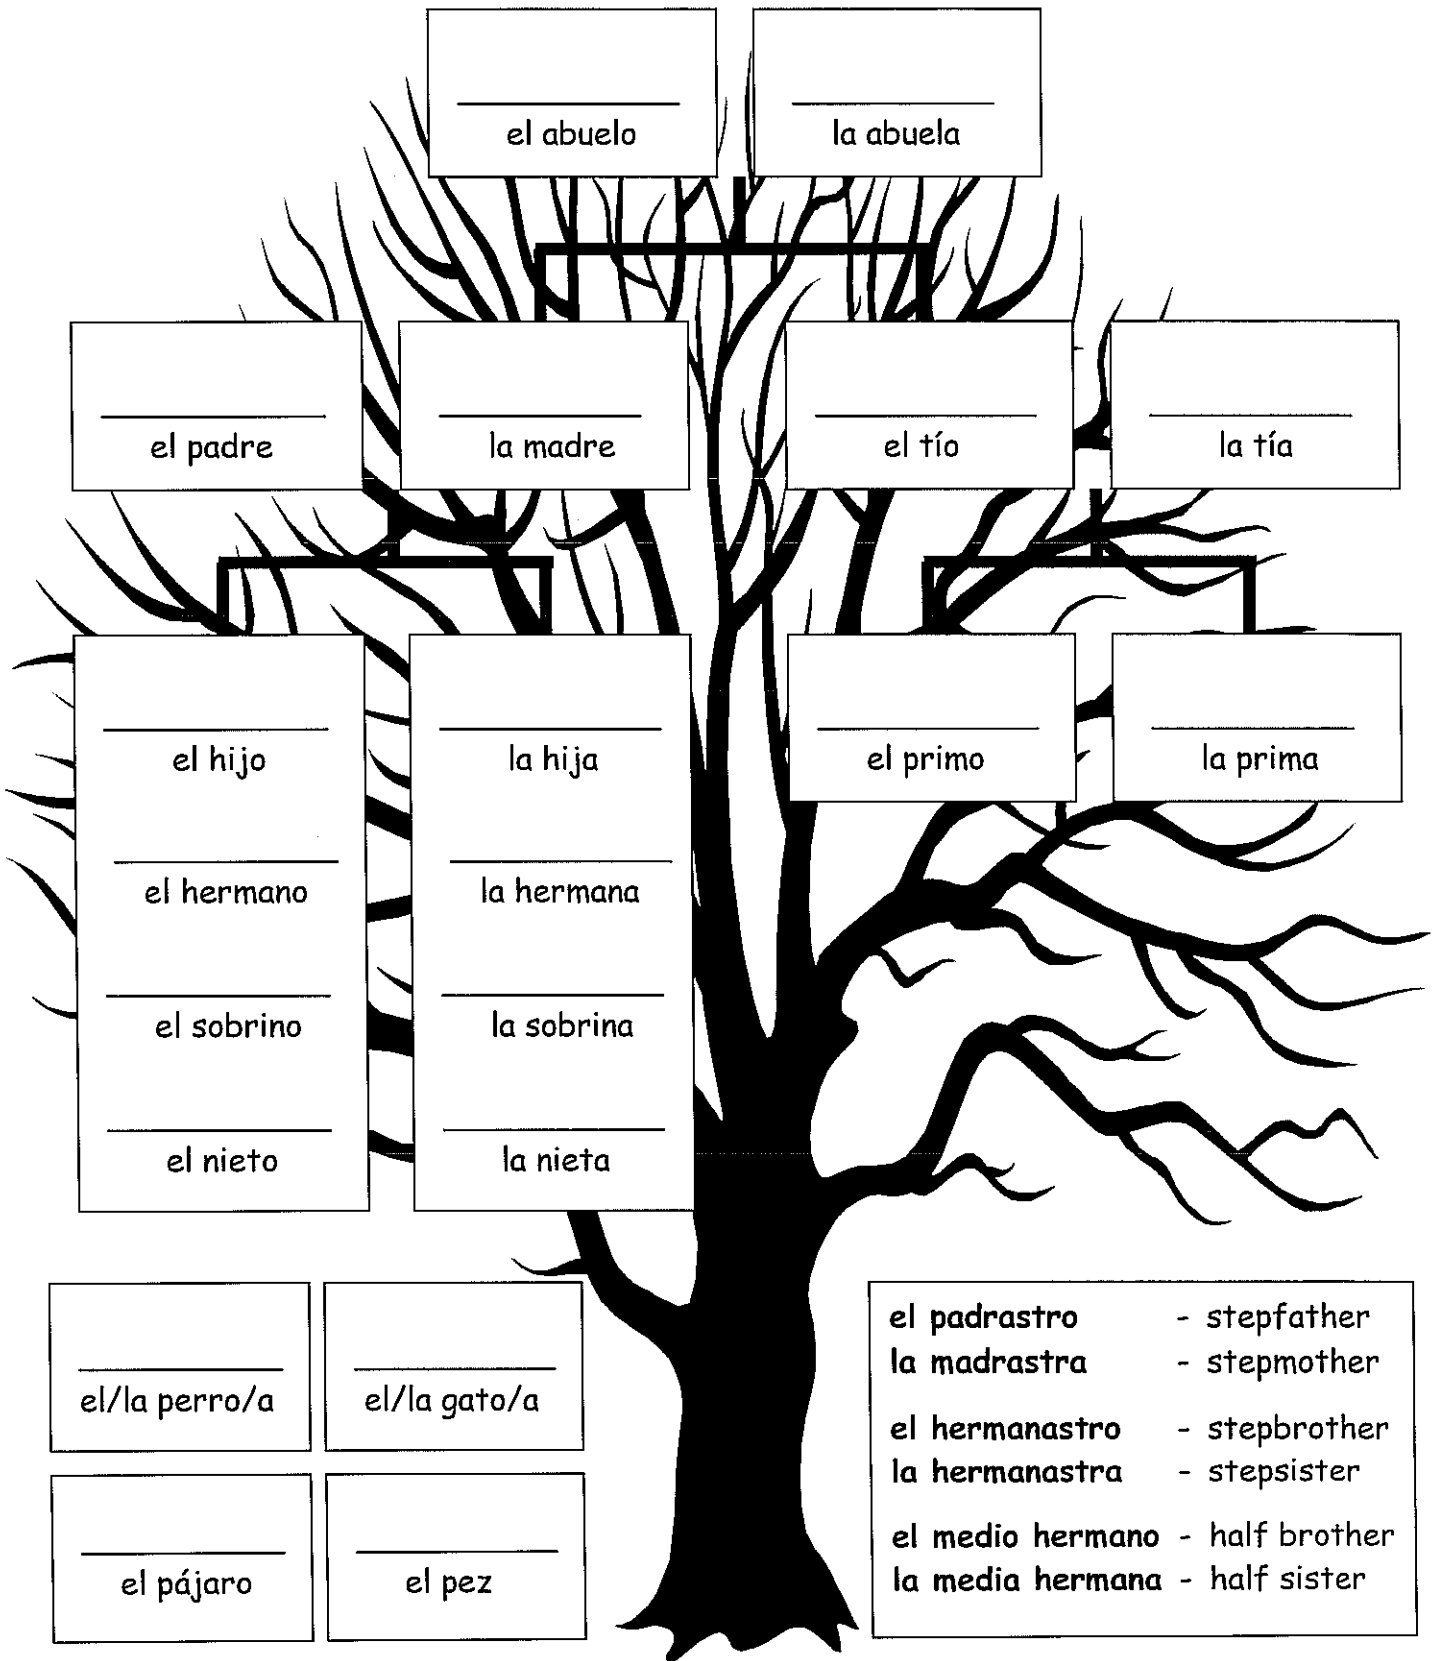 el abuelo
la abuela
el padre
la madre
el tío
la tía
el hijo
la hija
el primo
la prima
el hermano
la hermana
el sobrino
la sobrina
el nieto
la nieta
el/la perro/a
el/la gato/a
el pájaro
el pez
el padrastro - stepfather
la madrastra - stepmother
el hermanastro - stepbrother
la hermanastra - stepsister
el medio hermano - half brother
la media hermana - half sister